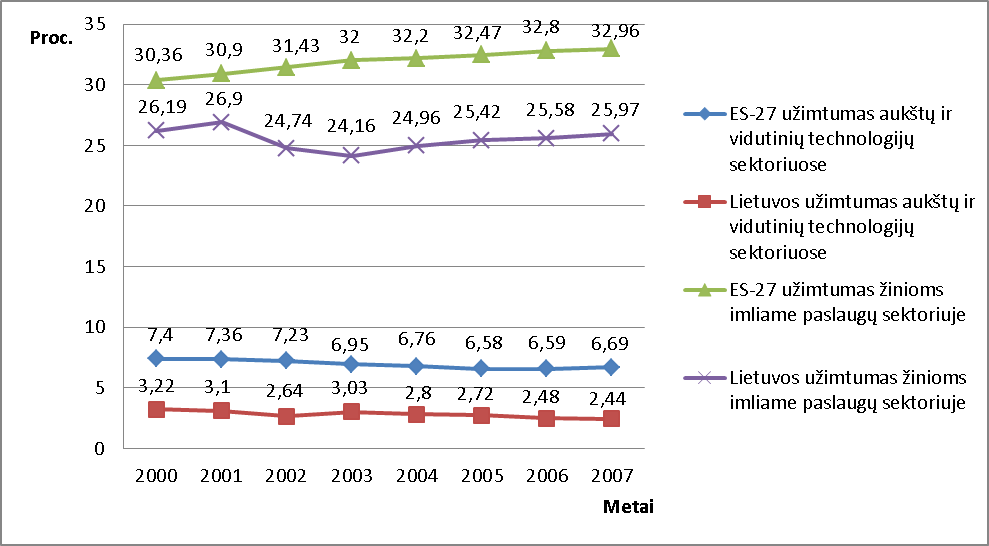 Proc.
35
30
25
20
15
10
5
0
30,36 30,9 31,43 32 32,2 32,47 32,8 32,96
26,19 26,9 24,74 24,16 24,96 25,42 25,58 25,97
7,4 7,36 7,23 6,95 6,76 6,58 6,59 6,69
3,22 3,1 2,64 3,03 2,8 2,72 2,48 2,44
2000 2001 2002 2003 2004 2005 2006 2007
Metai
ES-27 užimtumas aukštų ir
vidutinių technologijų
sektoriuose
Lietuvos užimtumas aukštų ir
vidutinių technologijų
sektoriuose
ES-27 užimtumas žinioms
imliame paslaugų sektoriuje
Lietuvos užimtumas žinioms
imliame paslaugų sektoriuje